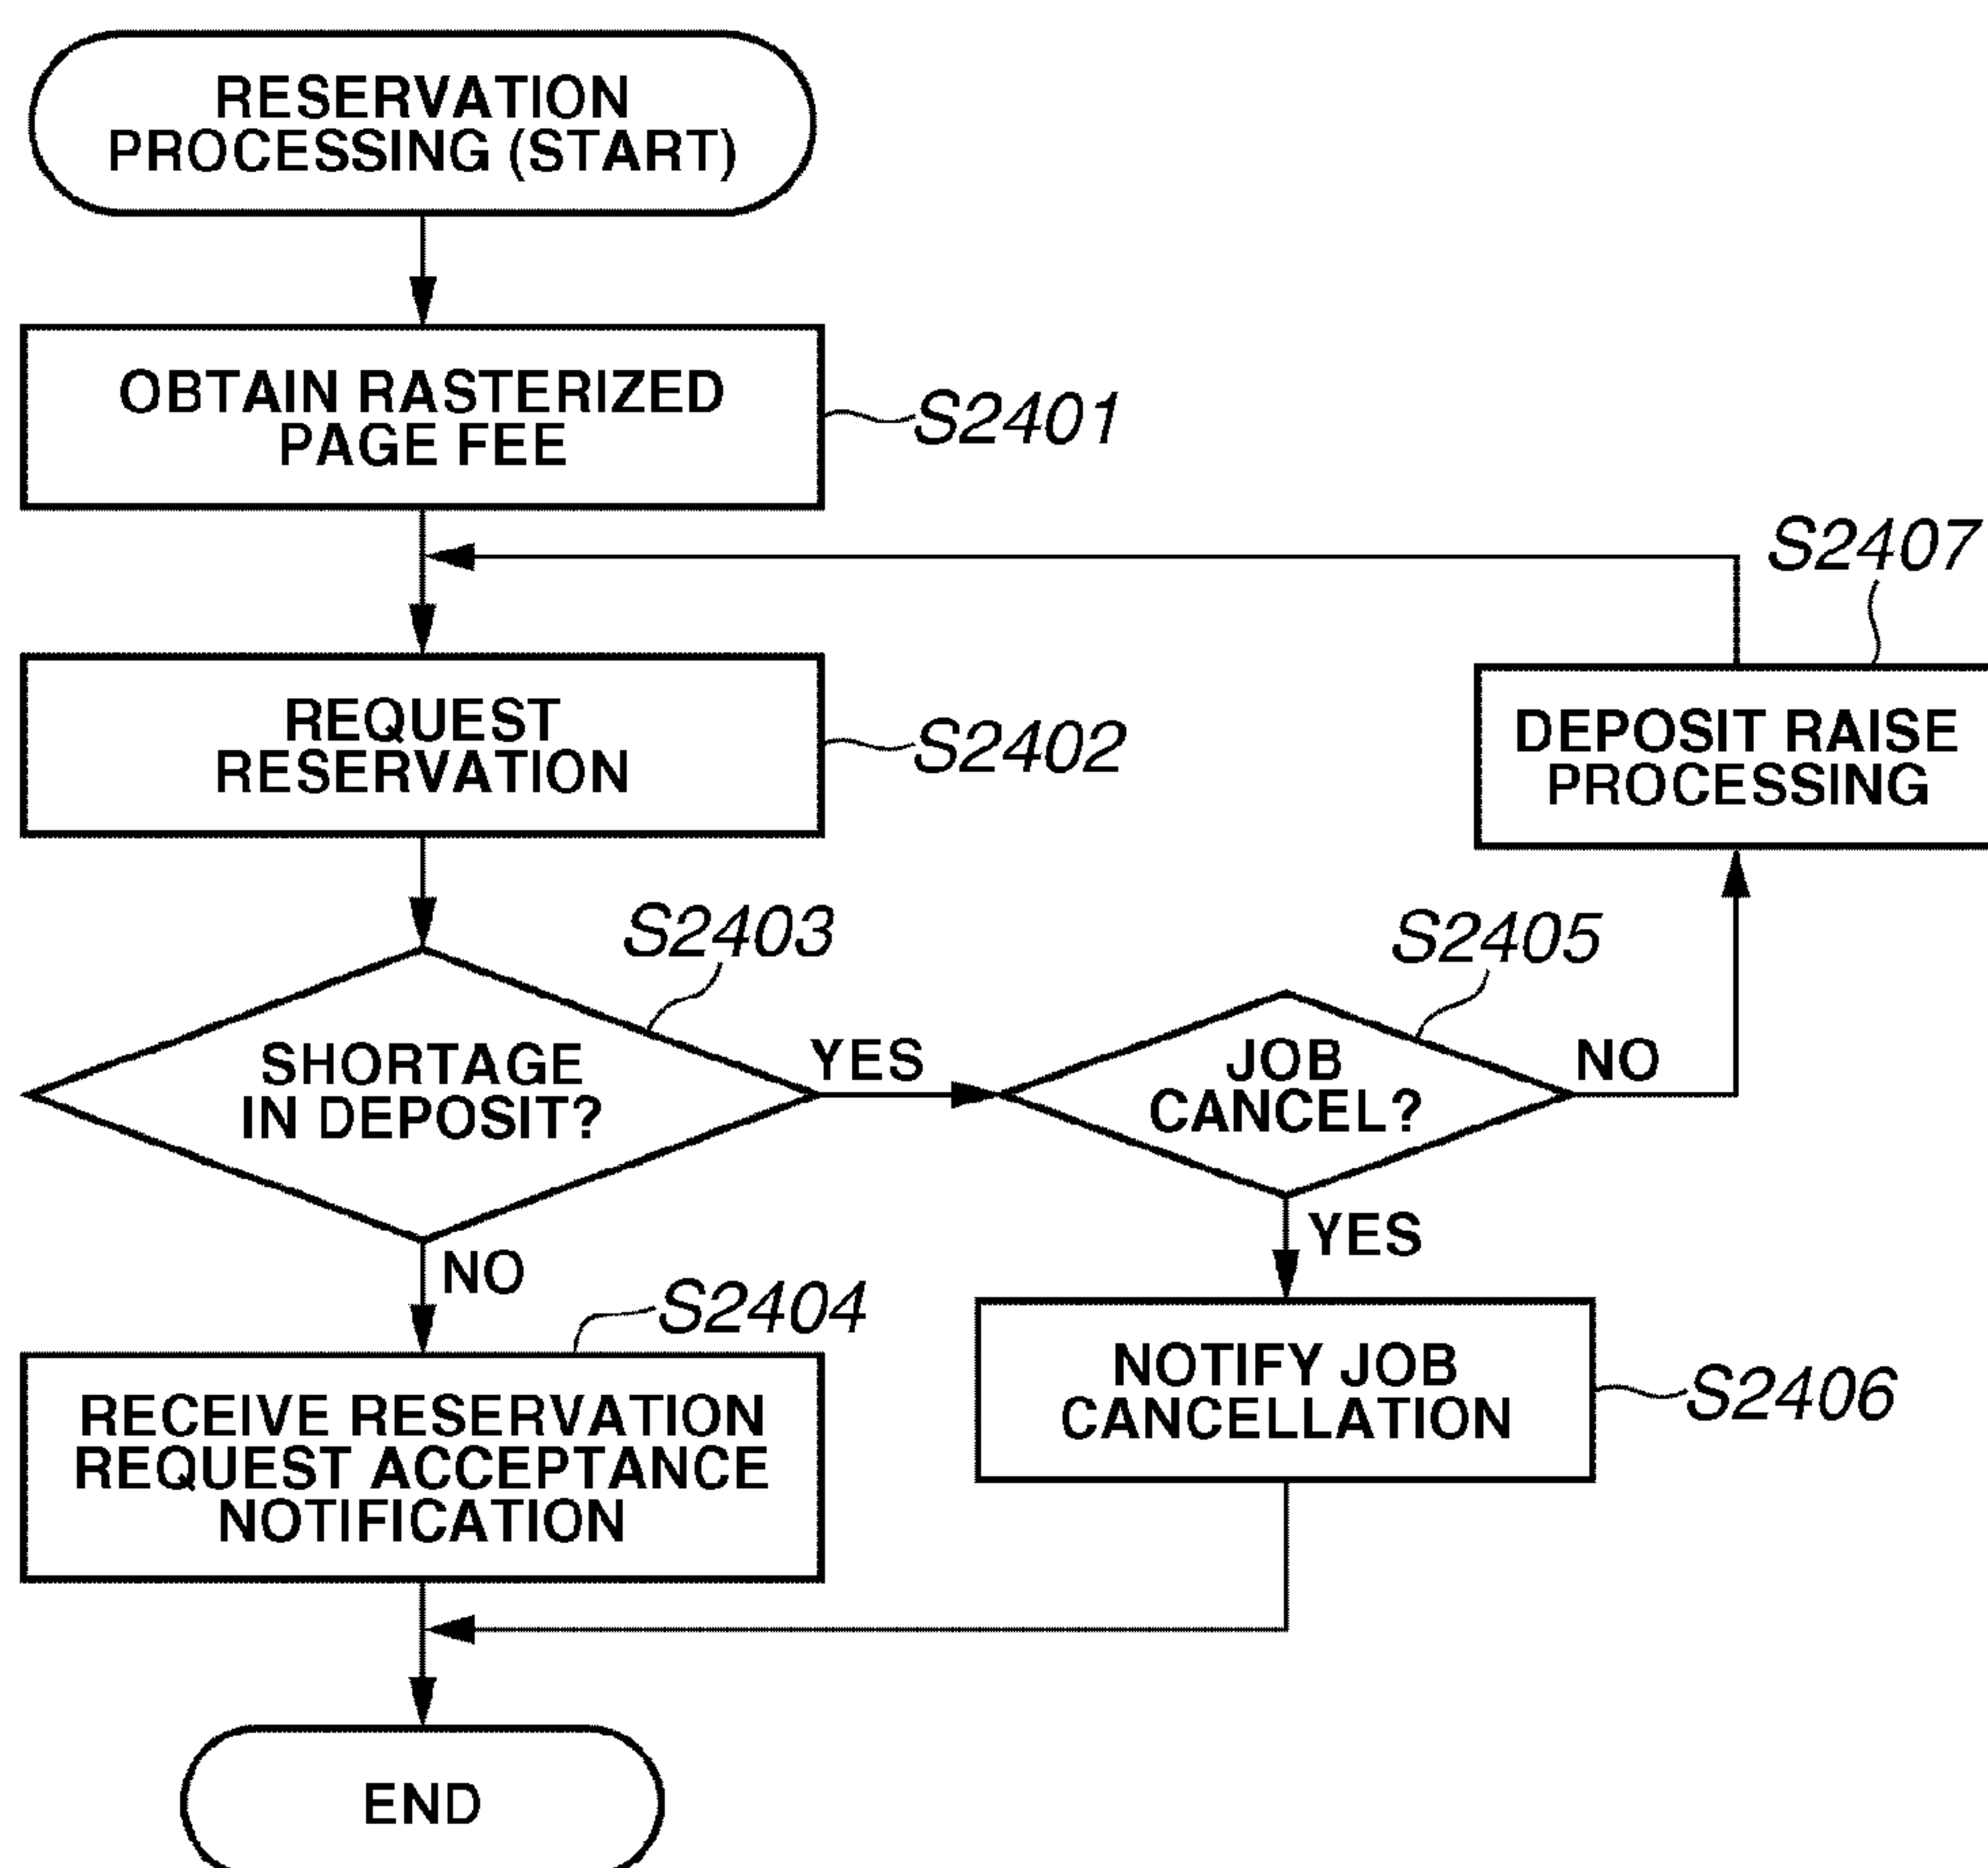 RESERVATION
PROCESSING (START)
OBTAIN RASTERIZED
PAGE FEE
S2401
S2407
REQUEST
RESERVATION
S2402
DEPOSIT RAISE
PROCESSING
S2403
S2405
SHORTAGE
IN DEPOSIT?
YES
JOB
CANCEL?
NO
YES
NO
S2404
RECEIVE RESERVATION
REQUEST ACCEPTANCE
NOTIFICATION
NOTIFY JOB
CANCELLATION
S2406
END